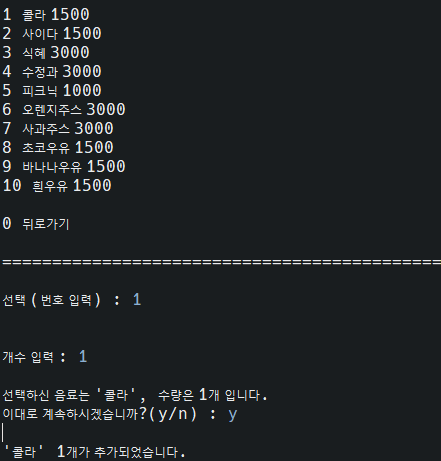 1 콜라 1500
2 사이다 1500
3 식혜 3000
4 수정과 3000
5 피크닉 1000
6 오렌지주스 3000
7 사과주스 3000
8 초코우유 1500
9 바나나우유 1500
10 흰우유 1500
0 뒤로가기
============================================
선택 (번호 입력) : 1
개수 입력 : 1
선택하신 음료는 '콜라', 수량은 1개 입니다.
이대로 계속하시겠습니까?(y/n) : y
'콜라' 1개가 추가되었습니다.